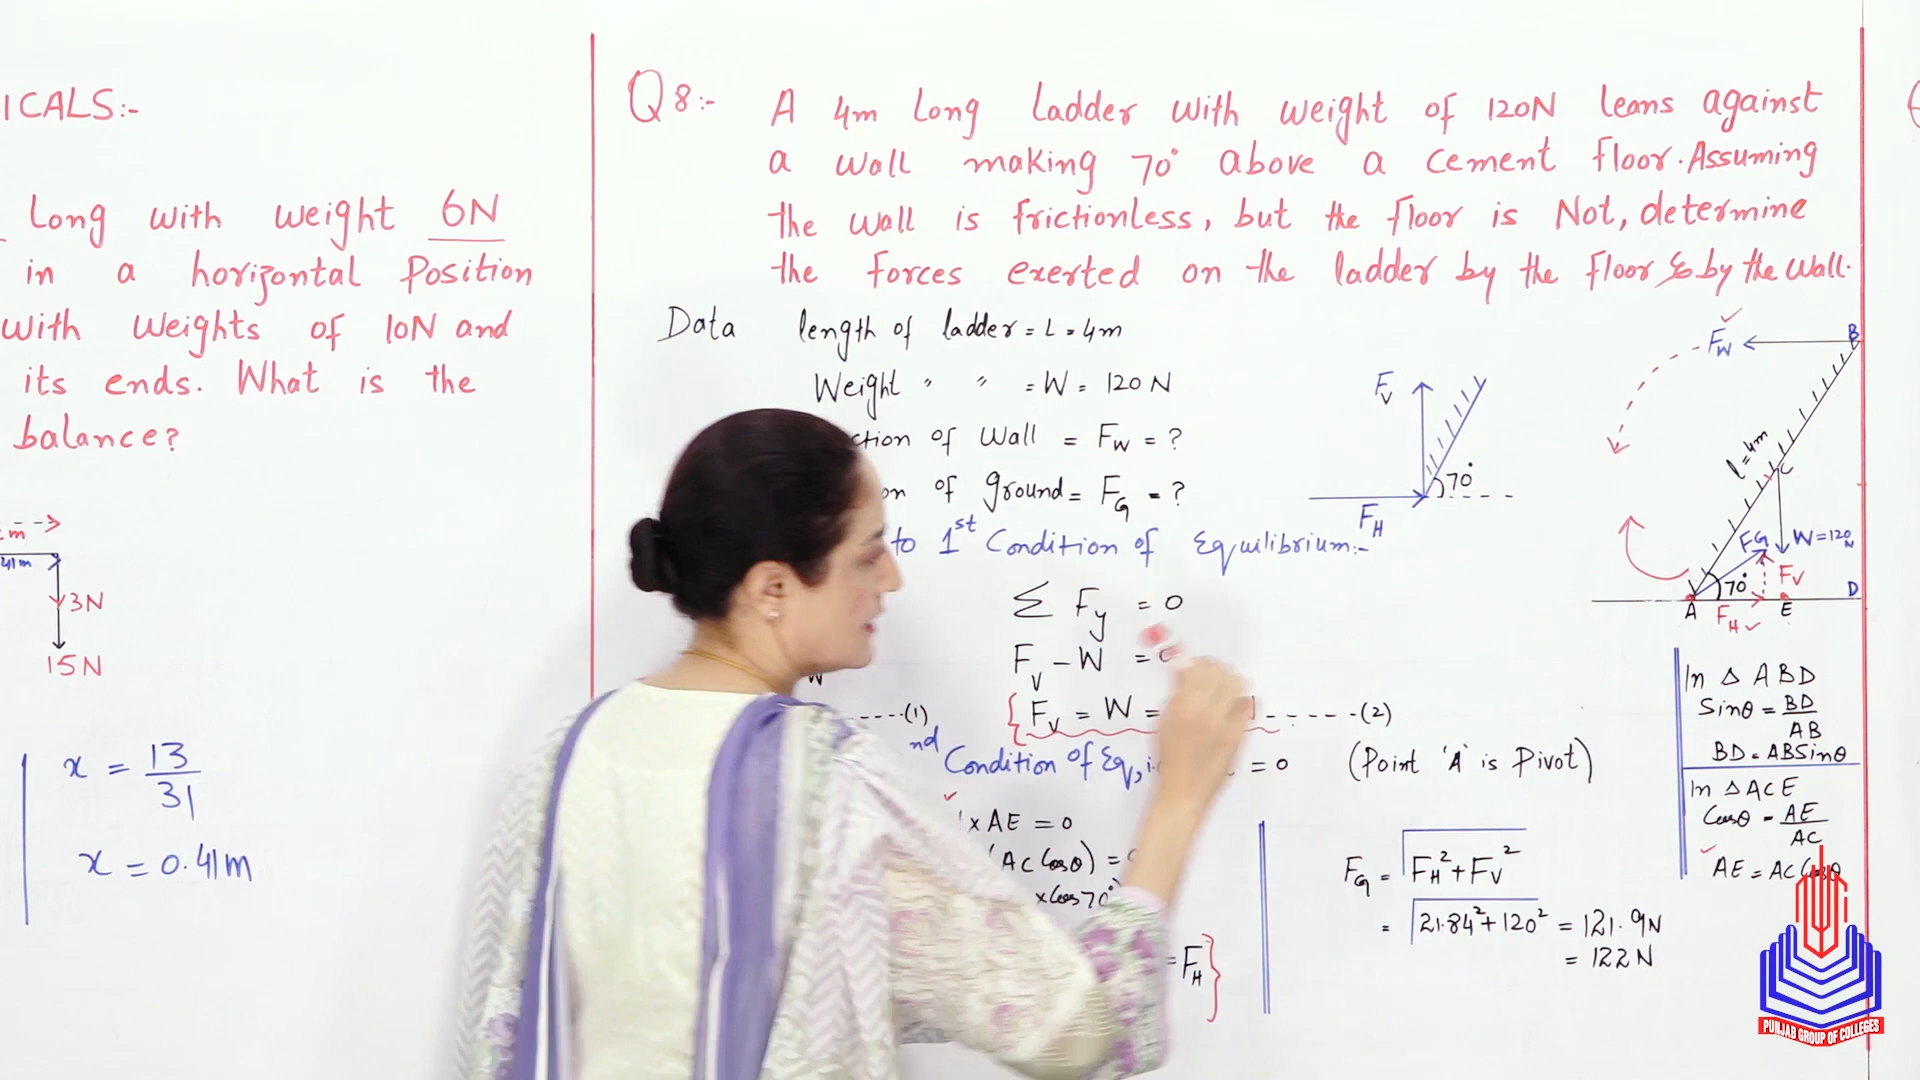 ICALS:-
Long with weight 6N
in a horizontal Position
with weights of 10N and
its ends. What is the
balance?
m
41m
3N
15N
x = 13/31
x = 0.41m
Q8:- A 4m Long Ladder with weight of 120N leans against
a wall making 70° above a cement floor. Assuming
the wall is frictionless, but the floor is Not, determine
the forces exerted on the ladder by the floor & by the wall.
Data length of ladder = L = 4m
Weight " " = W = 120 N
ction of Wall = FW = ?
on of ground = FG = ?
to 1st Condition of Equilibrium:-
Σ Fy = 0
FV - W = 0
W
----(1)
FV = W = ------(2)
nd Condition of Eq, i. = 0 (Point 'A' is Pivot)
x AE = 0
(AC Cosθ) =
x Cos70°)
= FH
FG = √FH² + FV²
= √21.84² + 120² = 121.9N
= 122 N
FV
70°
FH
FW
B
l = 4m
C
FG
W = 120N
FV
70°
D
A
FH
E
In Δ ABD
Sinθ = BD/AB
BD = ABSinθ
In Δ ACE
Cosθ = AE/AC
AE = AC Cosθ
PUNJAB GROUP OF COLLEGES